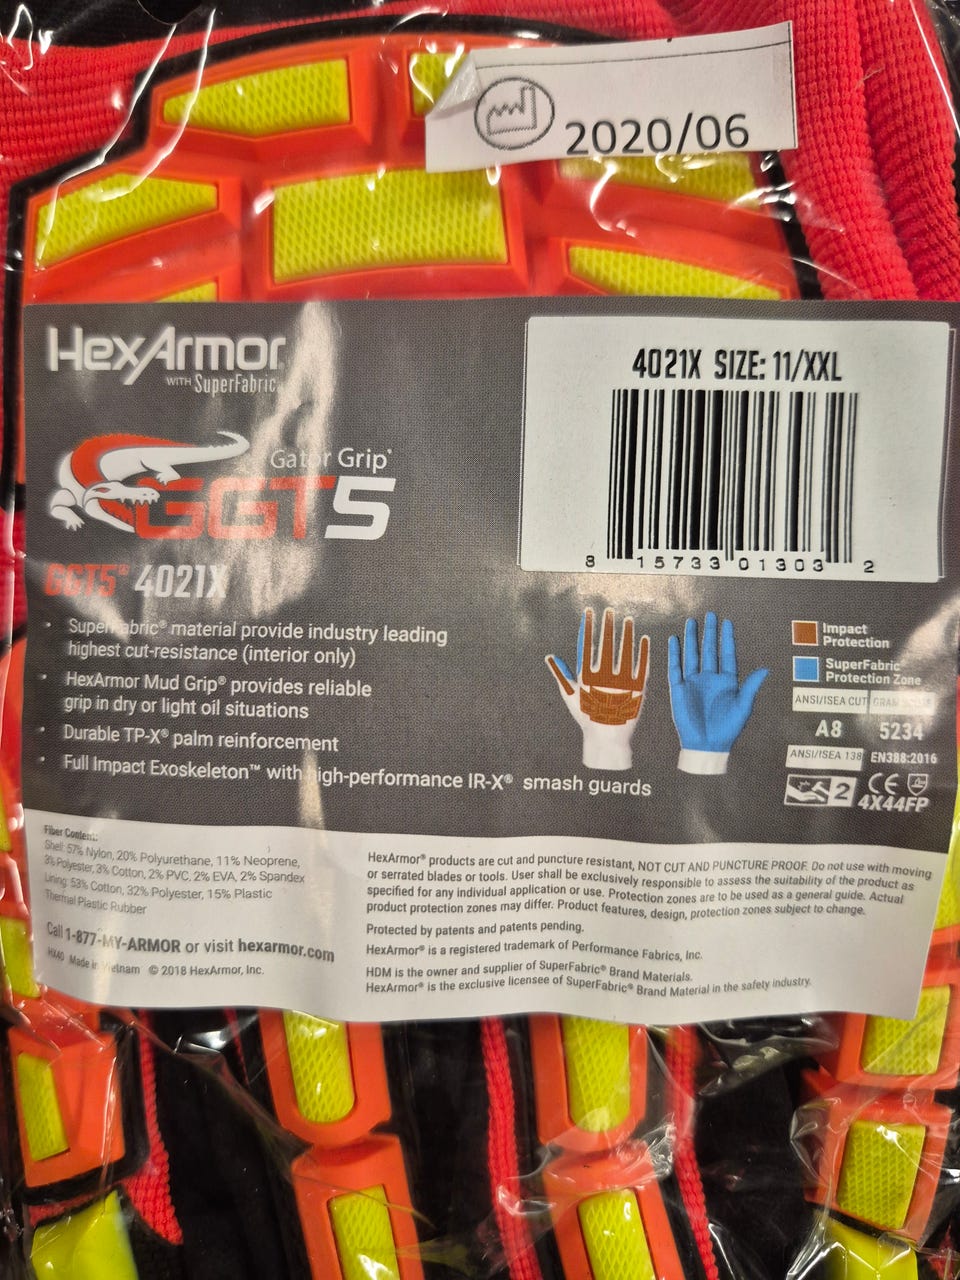 2020/06
HexArmor
WITH SuperFabric
4021X SIZE: 11/XXL
8 15733 01303 2
Gator Grip®
GGT5
GGT5® 4021X
• SuperFabric® material provide industry leading
highest cut-resistance (interior only)
• HexArmor Mud Grip® provides reliable
grip in dry or light oil situations
• Durable TP-X® palm reinforcement
• Full Impact Exoskeleton™ with high-performance IR-X® smash guards
Impact
Protection
SuperFabric
Protection Zone
ANSI/ISEA CUT GRAM
A8 5234
ANSI/ISEA 138 EN388:2016
2 CE
4X44FP
Fiber Content:
Shell: 57% Nylon, 20% Polyurethane, 11% Neoprene,
3% Polyester, 3% Cotton, 2% PVC, 2% EVA, 2% Spandex
Lining: 53% Cotton, 32% Polyester, 15% Plastic
Thermal Plastic Rubber
Call 1-877-MY-ARMOR or visit hexarmor.com
HX40 Made in Vietnam © 2018 HexArmor, Inc.
HexArmor® products are cut and puncture resistant, NOT CUT AND PUNCTURE PROOF. Do not use with moving
or serrated blades or tools. User shall be exclusively responsible to assess the suitability of the product as
specified for any individual application or use. Protection zones are to be used as a general guide. Actual
product protection zones may differ. Product features, design, protection zones subject to change.
Protected by patents and patents pending.
HexArmor® is a registered trademark of Performance Fabrics, Inc.
HDM is the owner and supplier of SuperFabric® Brand Materials.
HexArmor® is the exclusive licensee of SuperFabric® Brand Material in the safety industry.